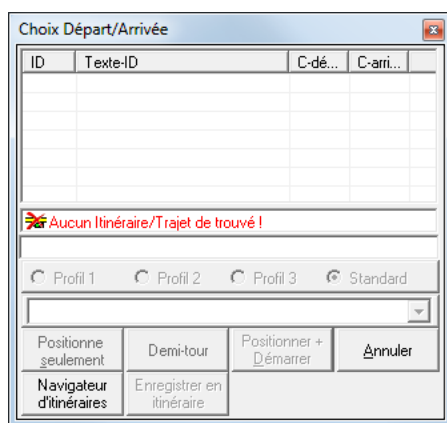 Choix Départ/Arrivée
ID Texte-ID C-dé... C-arri...
Aucun Itinéraire/Trajet de trouvé !
Profil 1 Profil 2 Profil 3 Standard
Positionne seulement
Demi-tour
Positionner + Démarrer
Annuler
Navigateur d'itinéraires
Enregistrer en itinéraire